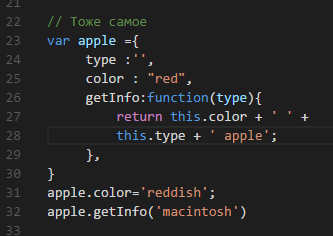 21
22 // Тоже самое
23 var apple ={
24 type :'',
25 color : "red",
26 getInfo:function(type){
27 return this.color + ' ' +
28 this.type + ' apple';
29 },
30 }
31 apple.color='reddish';
32 apple.getInfo('macintosh')
33